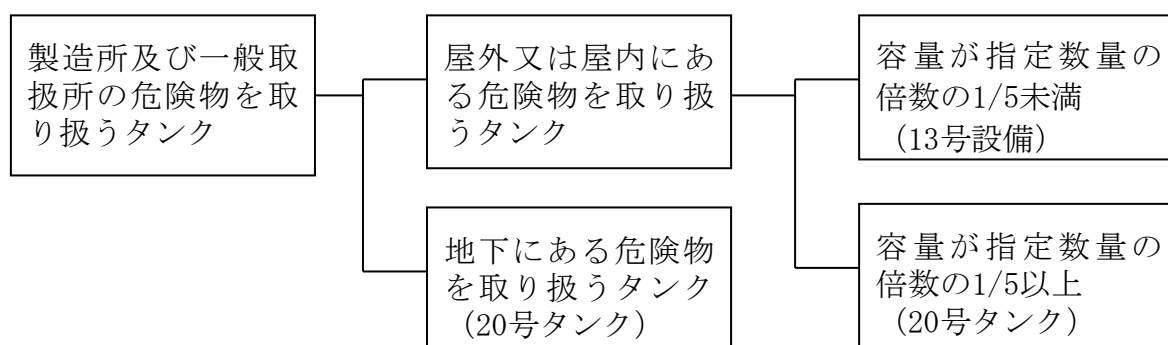 製造所及び一般取
扱所の危険物を取
り扱うタンク
屋外又は屋内にあ
る危険物を取り扱
うタンク
容量が指定数量の
倍数の1/5未満
（13号設備）
地下にある危険物
を取り扱うタンク
（20号タンク）
容量が指定数量の
倍数の1/5以上
（20号タンク）